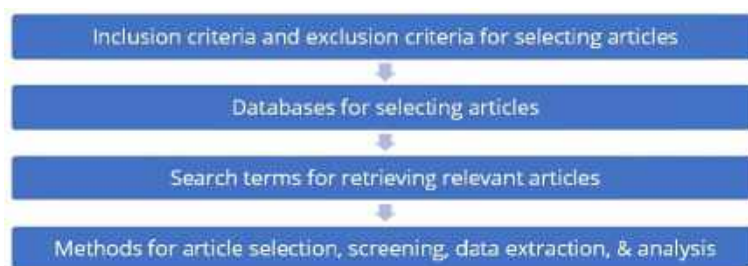 Inclusion criteria and exclusion criteria for selecting articles
Databases for selecting articles
Search terms for retrieving relevant articles
Methods for article selection, screening, data extraction, & analysis